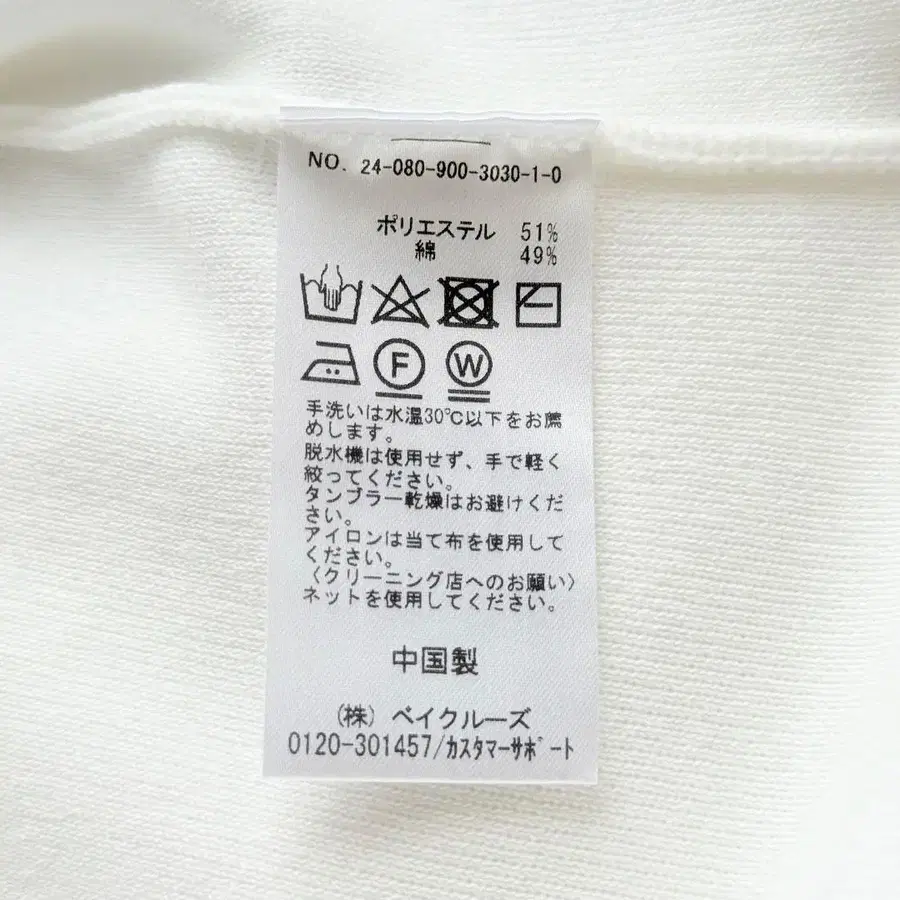 NO. 24-080-900-3030-1-0
ポリエステル 51%
綿 49%
F W
手洗いは水温30℃以下をお薦
めします。
脱水機は使用せず、手で軽く
絞ってください。
タンブラー乾燥はお避けくだ
さい。
アイロンは当て布を使用して
ください。
〈クリーニング店へのお願い〉
ネットを使用してください。
中国製
(株) ベイクルーズ
0120-301457/カスタマーサポート